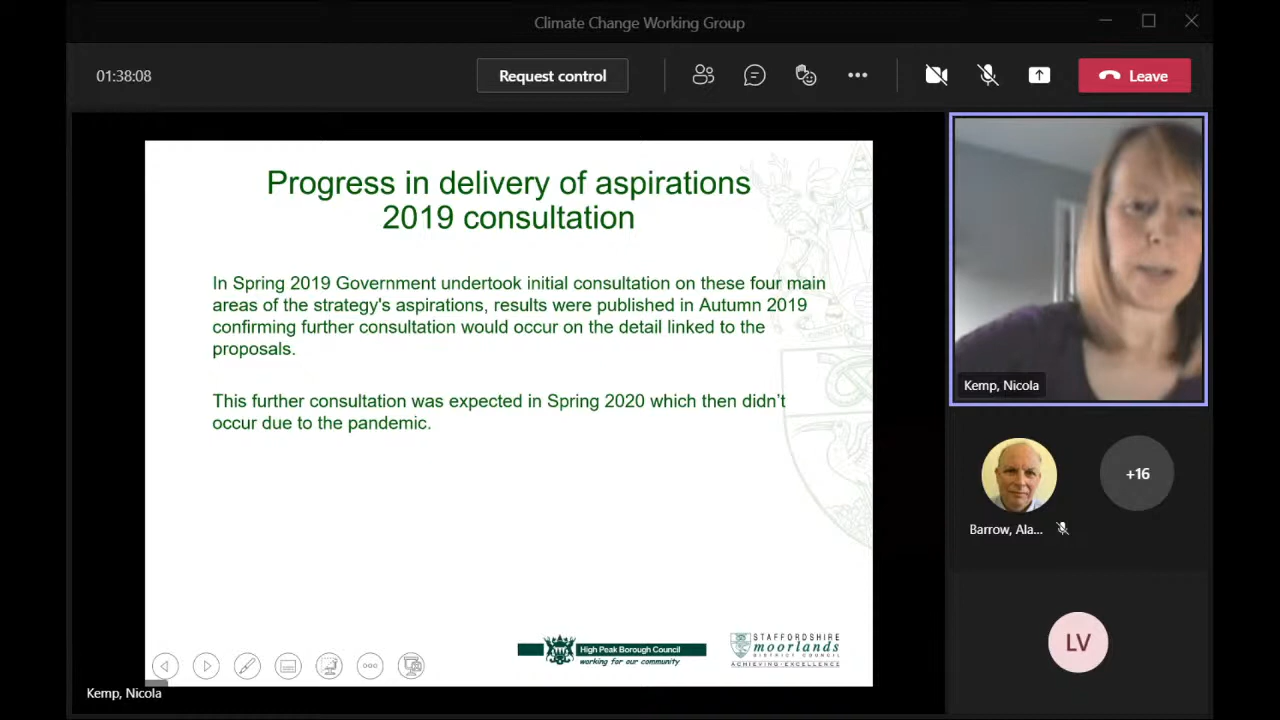 Climate Change Working Group
01:38:08
Request control
Leave
Progress in delivery of aspirations
2019 consultation
In Spring 2019 Government undertook initial consultation on these four main
areas of the strategy's aspirations, results were published in Autumn 2019
confirming further consultation would occur on the detail linked to the
proposals.
This further consultation was expected in Spring 2020 which then didn't
occur due to the pandemic.
High Peak Borough Council
working for our community
STAFFORDSHIRE
moorlands
DISTRICT COUNCIL
ACHIEVING EXCELLENCE
Kemp, Nicola
Kemp, Nicola
+16
Barrow, Ala...
LV